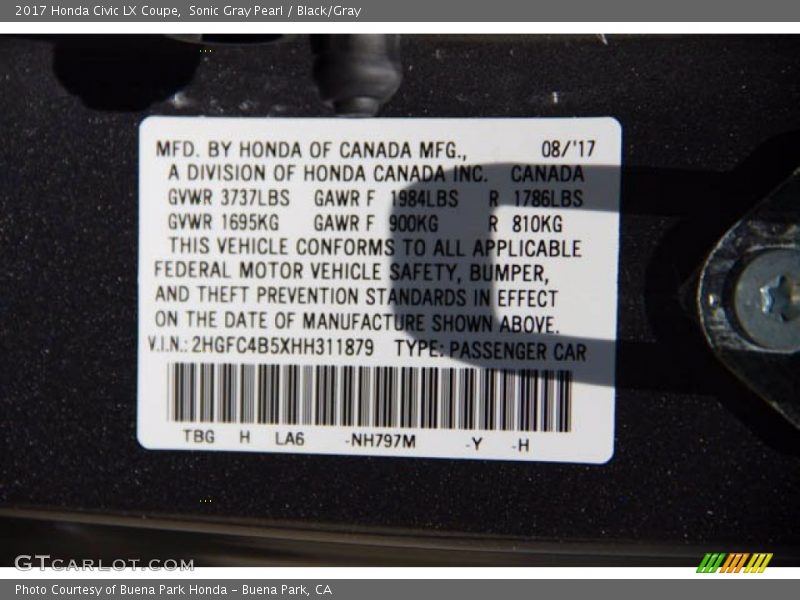 2017 Honda Civic LX Coupe, Sonic Gray Pearl / Black/Gray
MFD. BY HONDA OF CANADA MFG., 08/'17
A DIVISION OF HONDA CANADA INC. CANADA
GVWR 3737LBS GAWR F 1984LBS R 1786LBS
GVWR 1695KG GAWR F 900KG R 810KG
THIS VEHICLE CONFORMS TO ALL APPLICABLE
FEDERAL MOTOR VEHICLE SAFETY, BUMPER,
AND THEFT PREVENTION STANDARDS IN EFFECT
ON THE DATE OF MANUFACTURE SHOWN ABOVE.
V.I.N.: 2HGFC4B5XHH311879 TYPE: PASSENGER CAR
TBG H LA6 -NH797M -Y -H
GTCARLOT.COM
Photo Courtesy of Buena Park Honda - Buena Park, CA